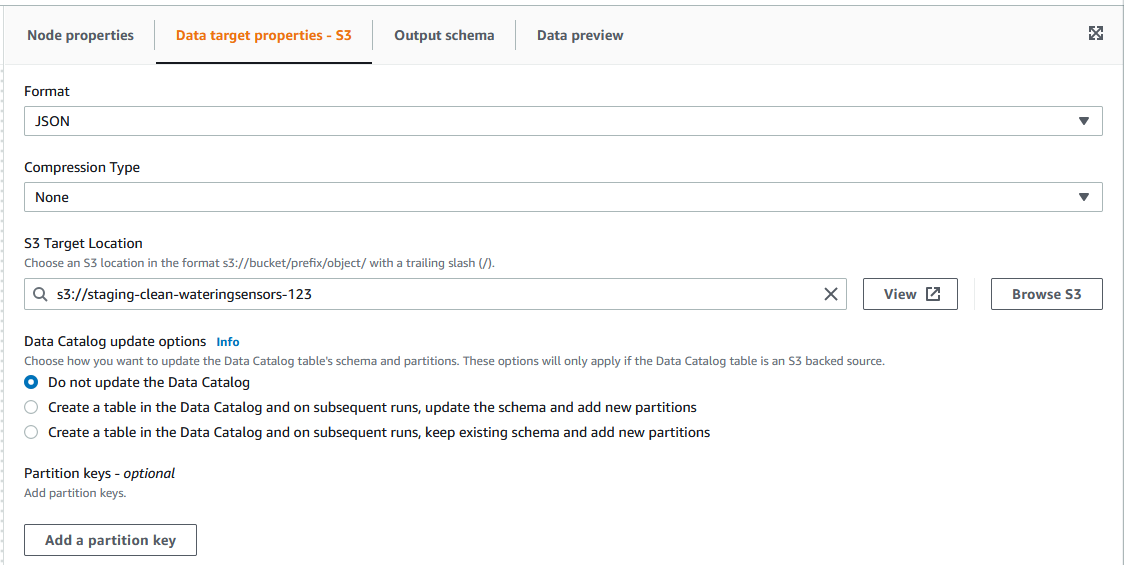 Node properties
Data target properties - S3
Output schema
Data preview
Format
JSON
Compression Type
None
S3 Target Location
Choose an S3 location in the format s3://bucket/prefix/object/ with a trailing slash (/).
s3://staging-clean-wateringsensors-123
View
Browse S3
Data Catalog update options Info
Choose how you want to update the Data Catalog table's schema and partitions. These options will only apply if the Data Catalog table is an S3 backed source.
Do not update the Data Catalog
Create a table in the Data Catalog and on subsequent runs, update the schema and add new partitions
Create a table in the Data Catalog and on subsequent runs, keep existing schema and add new partitions
Partition keys - optional
Add partition keys.
Add a partition key